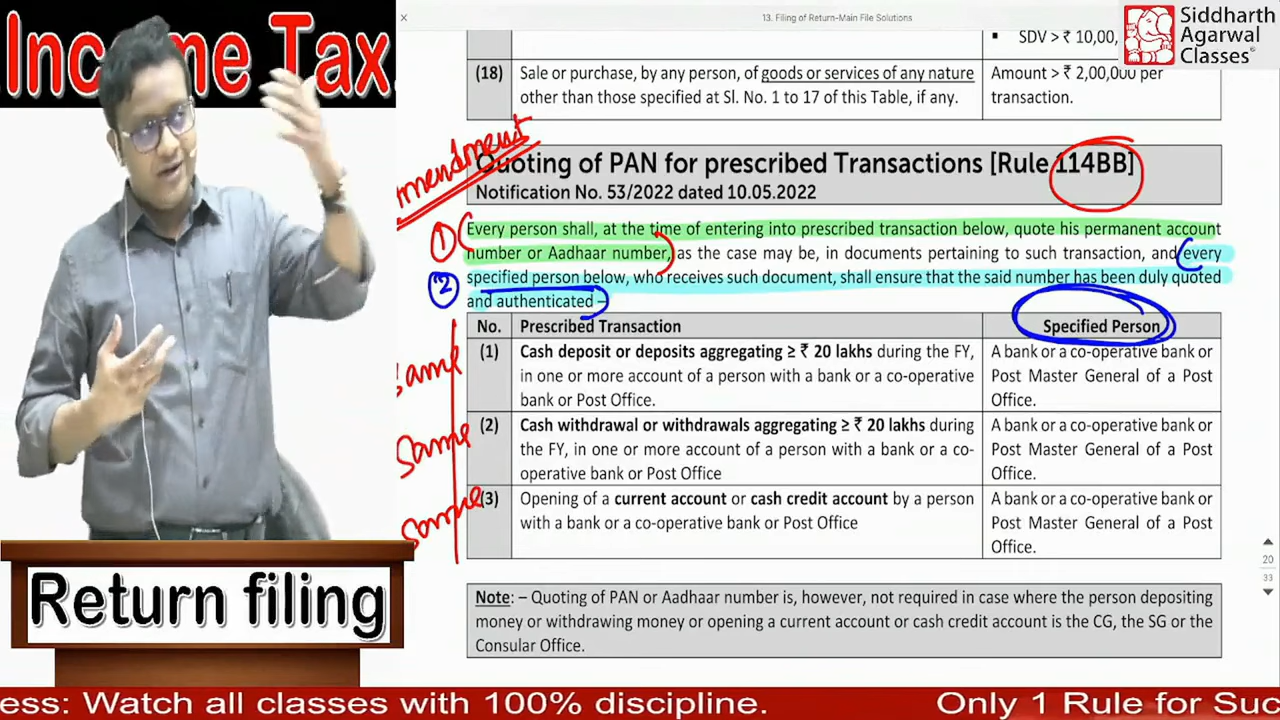 Income Tax.
13. Filing of Return-Main File Solutions
Siddharth
Agarwal
Classes®
▪ SDV > ₹ 10,00,
(18) Sale or purchase, by any person, of goods or services of any nature Amount > ₹ 2,00,000 per
other than those specified at Sl. No. 1 to 17 of this Table, if any. transaction.
mendment
Quoting of PAN for prescribed Transactions [Rule 114BB]
Notification No. 53/2022 dated 10.05.2022
① Every person shall, at the time of entering into prescribed transaction below, quote his permanent account
number or Aadhaar number, as the case may be, in documents pertaining to such transaction, and every
② specified person below, who receives such document, shall ensure that the said number has been duly quoted
and authenticated –
No. Prescribed Transaction Specified Person
(1) Cash deposit or deposits aggregating ≥ ₹ 20 lakhs during the FY, A bank or a co-operative bank or
same in one or more account of a person with a bank or a co-operative Post Master General of a Post
bank or Post Office. Office.
(2) Cash withdrawal or withdrawals aggregating ≥ ₹ 20 lakhs during A bank or a co-operative bank or
same the FY, in one or more account of a person with a bank or a co- Post Master General of a Post
operative bank or Post Office Office.
same (3) Opening of a current account or cash credit account by a person A bank or a co-operative bank or
with a bank or a co-operative bank or Post Office Post Master General of a Post
Office.
20
33
Note: – Quoting of PAN or Aadhaar number is, however, not required in case where the person depositing
money or withdrawing money or opening a current account or cash credit account is the CG, the SG or the
Consular Office.
Return filing
ess: Watch all classes with 100% discipline. Only 1 Rule for Suc